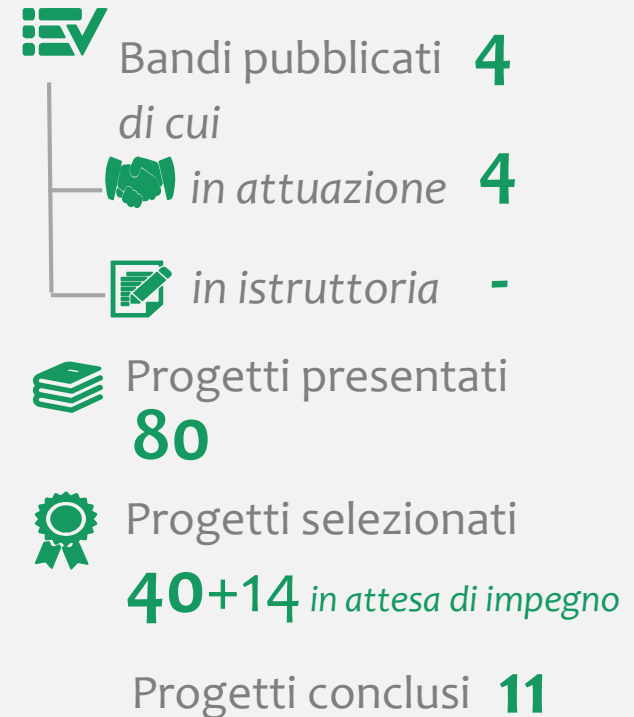 Bandi pubblicati 4
di cui
in attuazione 4
in istruttoria -
Progetti presentati
80
Progetti selezionati
40+14 in attesa di impegno
Progetti conclusi 11